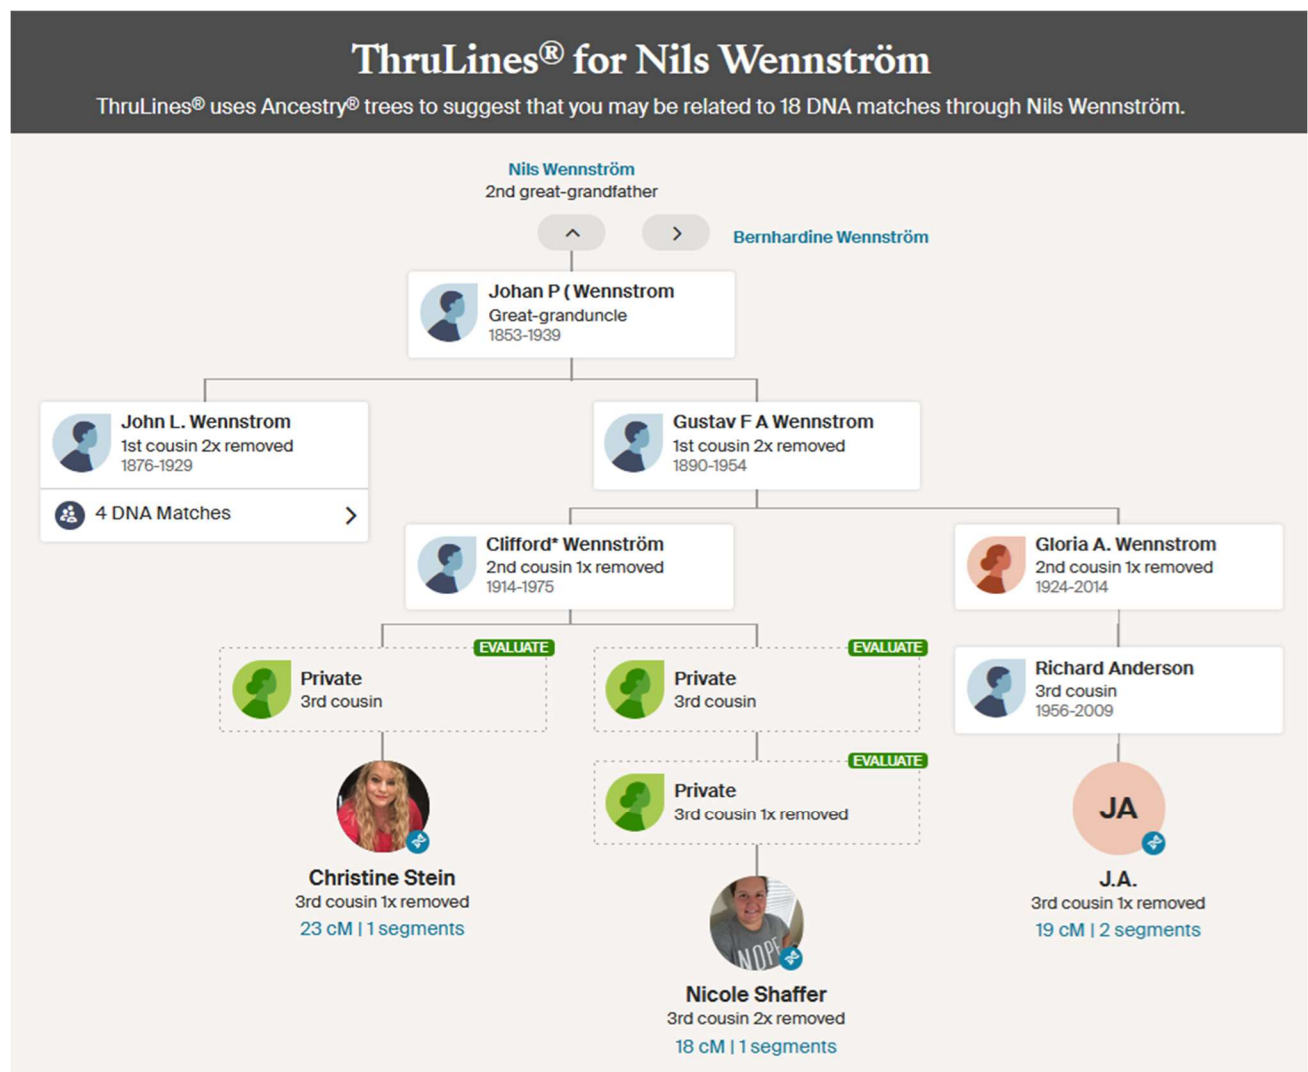 ThruLines® for Nils Wennström
ThruLines® uses Ancestry® trees to suggest that you may be related to 18 DNA matches through Nils Wennström.
Nils Wennström
2nd great-grandfather
Bernhardine Wennström
Johan P ( Wennstrom
Great-granduncle
1853-1939
John L. Wennstrom
1st cousin 2x removed
1876-1929
4 DNA Matches
Gustav F A Wennstrom
1st cousin 2x removed
1890-1954
Clifford* Wennström
2nd cousin 1x removed
1914-1975
Gloria A. Wennstrom
2nd cousin 1x removed
1924-2014
EVALUATE
Private
3rd cousin
EVALUATE
Private
3rd cousin
Richard Anderson
3rd cousin
1956-2009
EVALUATE
Private
3rd cousin 1x removed
JA
Christine Stein
3rd cousin 1x removed
23 cM | 1 segments
J.A.
3rd cousin 1x removed
19 cM | 2 segments
NOPE
Nicole Shaffer
3rd cousin 2x removed
18 cM | 1 segments